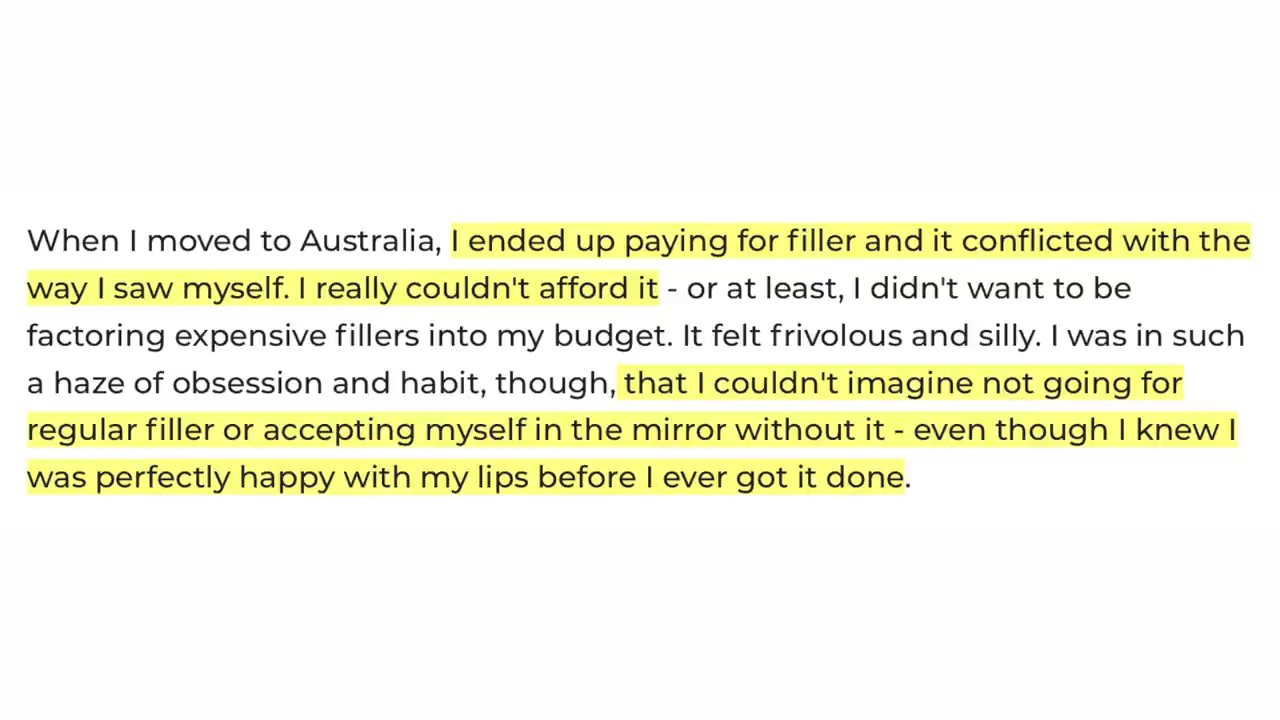 When I moved to Australia, I ended up paying for filler and it conflicted with the
way I saw myself. I really couldn't afford it - or at least, I didn't want to be
factoring expensive fillers into my budget. It felt frivolous and silly. I was in such
a haze of obsession and habit, though, that I couldn't imagine not going for
regular filler or accepting myself in the mirror without it - even though I knew I
was perfectly happy with my lips before I ever got it done.